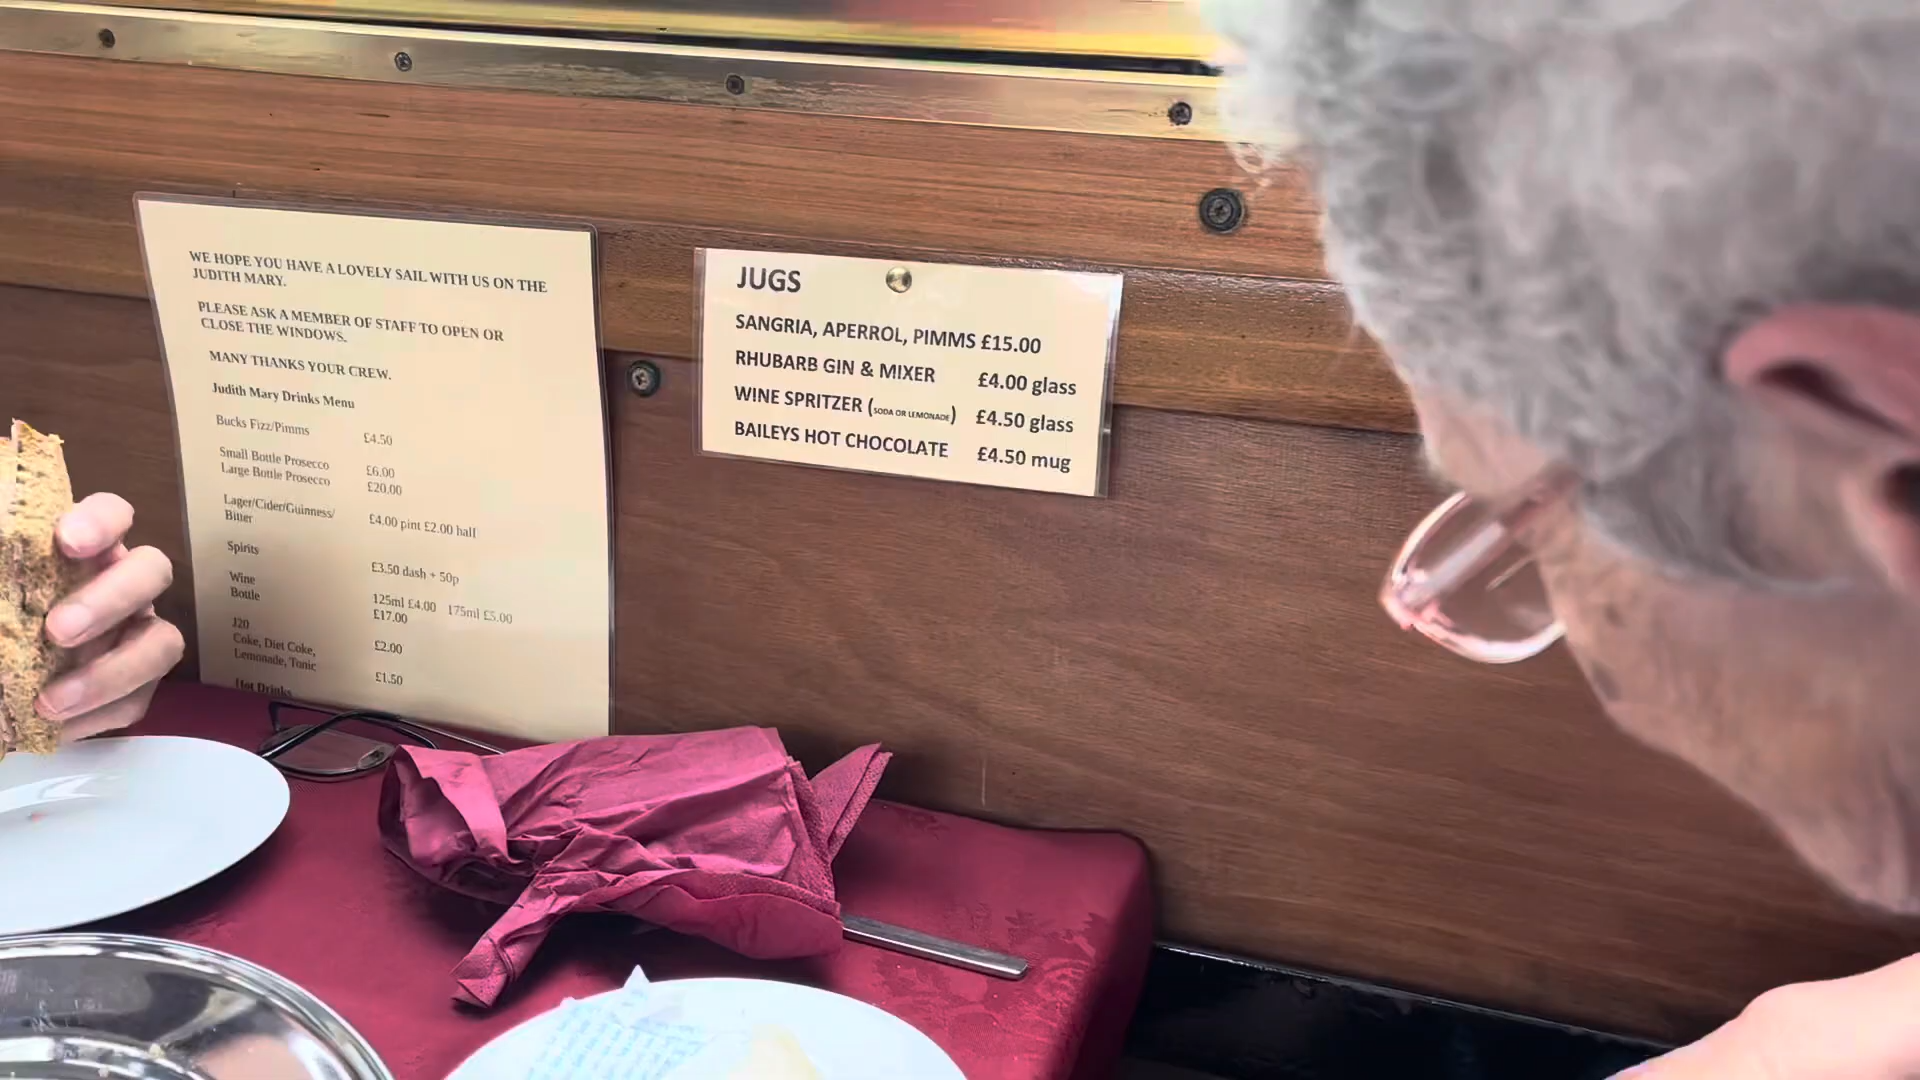 WE HOPE YOU HAVE A LOVELY SAIL WITH US ON THE
JUDITH MARY.
PLEASE ASK A MEMBER OF STAFF TO OPEN OR
CLOSE THE WINDOWS.
MANY THANKS YOUR CREW.
Judith Mary Drinks Menu
Bucks Fizz/Pimms £4.50
Small Bottle Prosecco £6.00
Large Bottle Prosecco £20.00
Lager/Cider/Guinness/
Bitter £4.00 pint £2.00 half
Spirits £3.50 dash + 50p
Wine 125ml £4.00 175ml £5.00
Bottle £17.00
J20 £2.00
Coke, Diet Coke,
Lemonade, Tonic £1.50
Hot Drinks
JUGS
SANGRIA, APERROL, PIMMS £15.00
RHUBARB GIN & MIXER £4.00 glass
WINE SPRITZER (SODA OR LEMONADE) £4.50 glass
BAILEYS HOT CHOCOLATE £4.50 mug